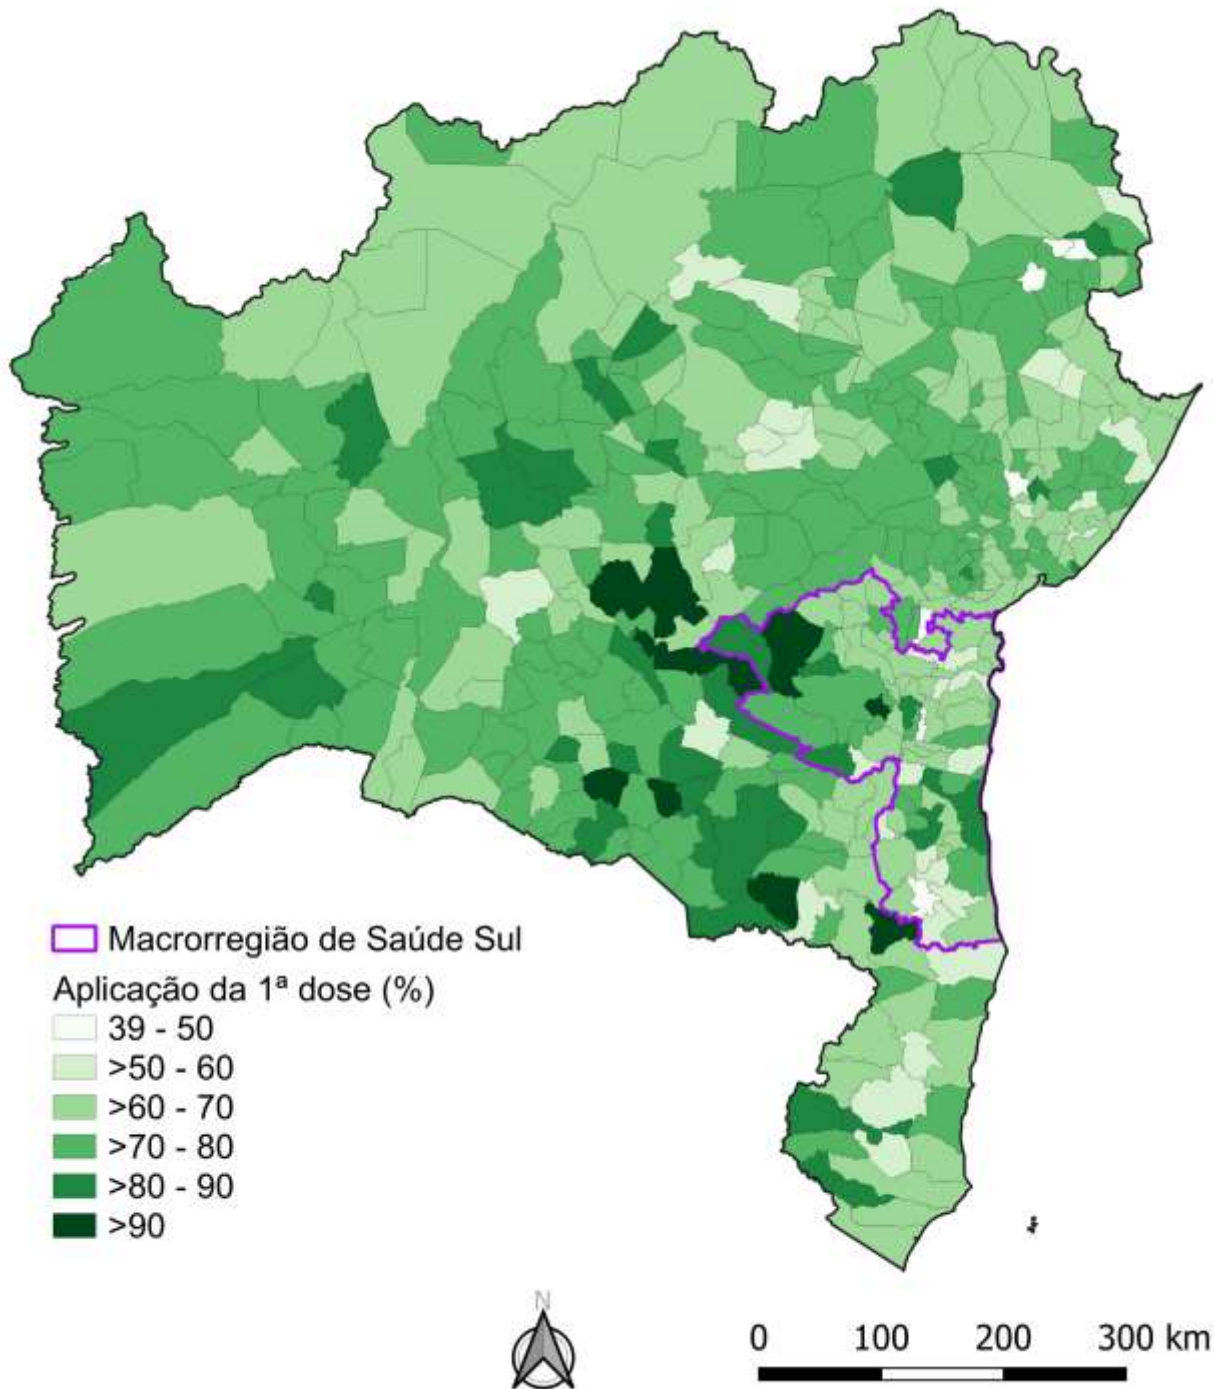 Macrorregião de Saúde Sul
Aplicação da 1ª dose (%)
39 - 50
>50 - 60
>60 - 70
>70 - 80
>80 - 90
>90
N
0 100 200 300 km